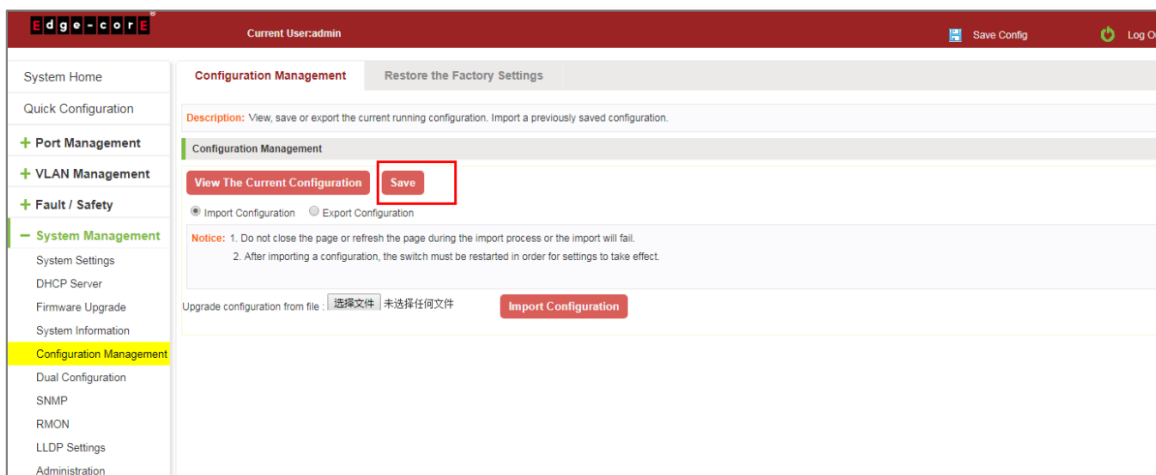 Edge-corE
Current User:admin
Save Config
Log O
System Home
Quick Configuration
+ Port Management
+ VLAN Management
+ Fault / Safety
− System Management
System Settings
DHCP Server
Firmware Upgrade
System Information
Configuration Management
Dual Configuration
SNMP
RMON
LLDP Settings
Administration
Configuration Management
Restore the Factory Settings
Description: View, save or export the current running configuration. Import a previously saved configuration.
Configuration Management
View The Current Configuration
Save
Import Configuration
Export Configuration
Notice: 1. Do not close the page or refresh the page during the import process or the import will fail.
2. After importing a configuration, the switch must be restarted in order for settings to take effect.
Upgrade configuration from file : 选择文件 未选择任何文件
Import Configuration